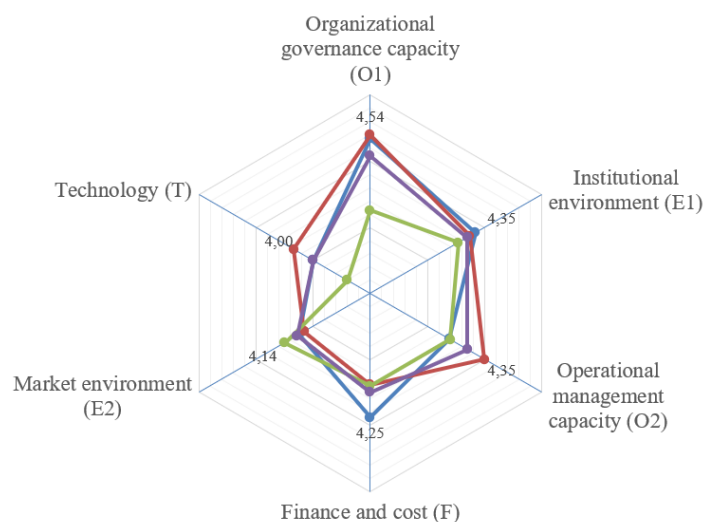 Organizational
governance capacity
(O1)
4,54
Technology (T)
Institutional
environment (E1)
4,35
4,00
Market environment
(E2)
4,14
4,35
Operational
management
capacity (O2)
4,25
Finance and cost (F)